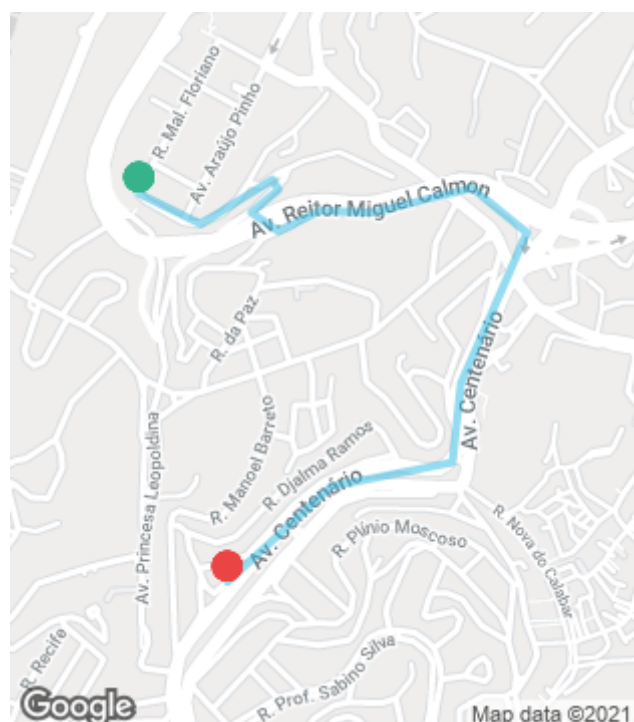 R. Mal. Floriano
Av. Araújo Pinho
Av. Reitor Miguel Calmon
R. da Paz
Av. Centenário
R. Manoel Barreto
R. Djalma Ramos
Av. Princesa Leopoldina
Av. Centenário
R. Plínio Moscoso
R. Nova do Calabar
R. Recife
R. Prof. Sabino Silva
Google
Map data ©2021